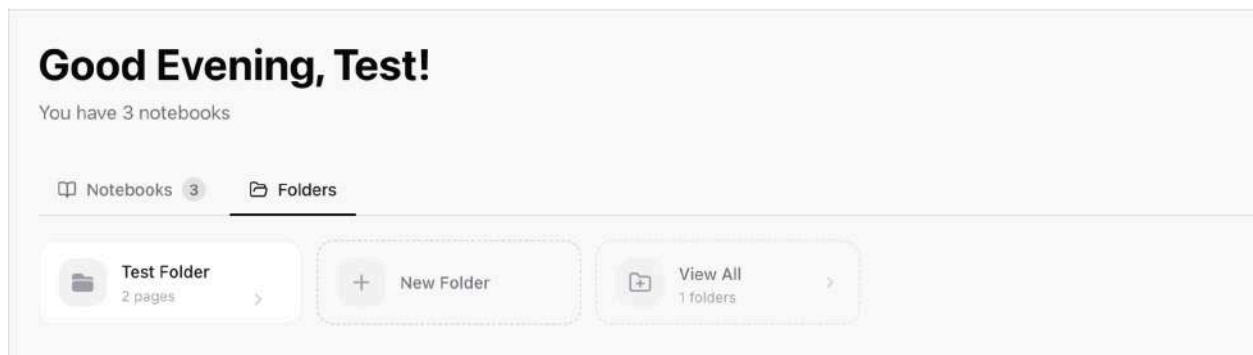 Good Evening, Test!
You have 3 notebooks
Notebooks 3 Folders
Test Folder
2 pages
New Folder
View All
1 folders